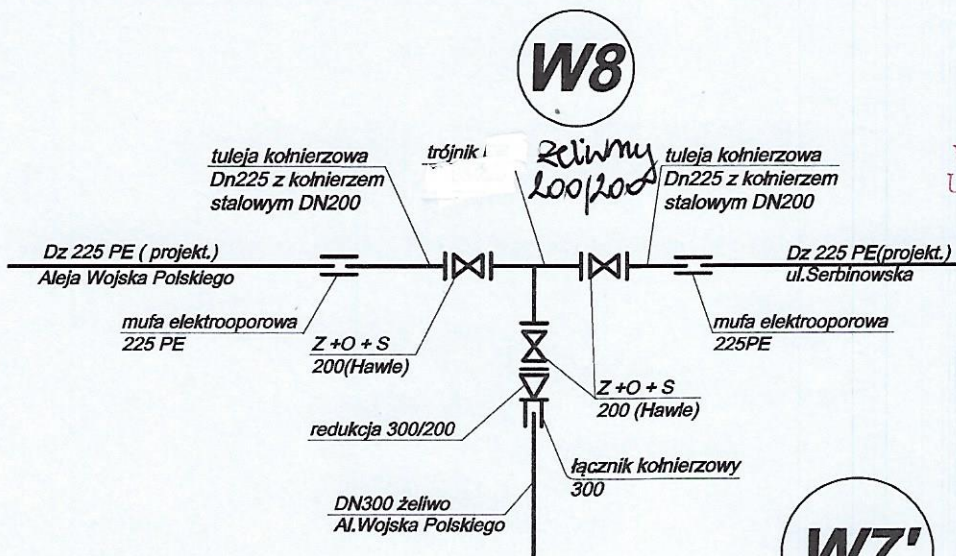 W8
trójnik
żeliwny
200/200
tuleja kołnierzowa
Dn225 z kołnierzem
stalowym DN200
tuleja kołnierzowa
Dn225 z kołnierzem
stalowym DN200
Dz 225 PE ( projekt.)
Aleja Wojska Polskiego
Dz 225 PE(projekt.)
ul.Serbinowska
mufa elektrooporowa
225 PE
Z +O + S
200(Hawle)
mufa elektrooporowa
225PE
Z +O + S
200 (Hawle)
redukcja 300/200
łącznik kołnierzowy
300
DN300 żeliwo
Al.Wojska Polskiego
W7'